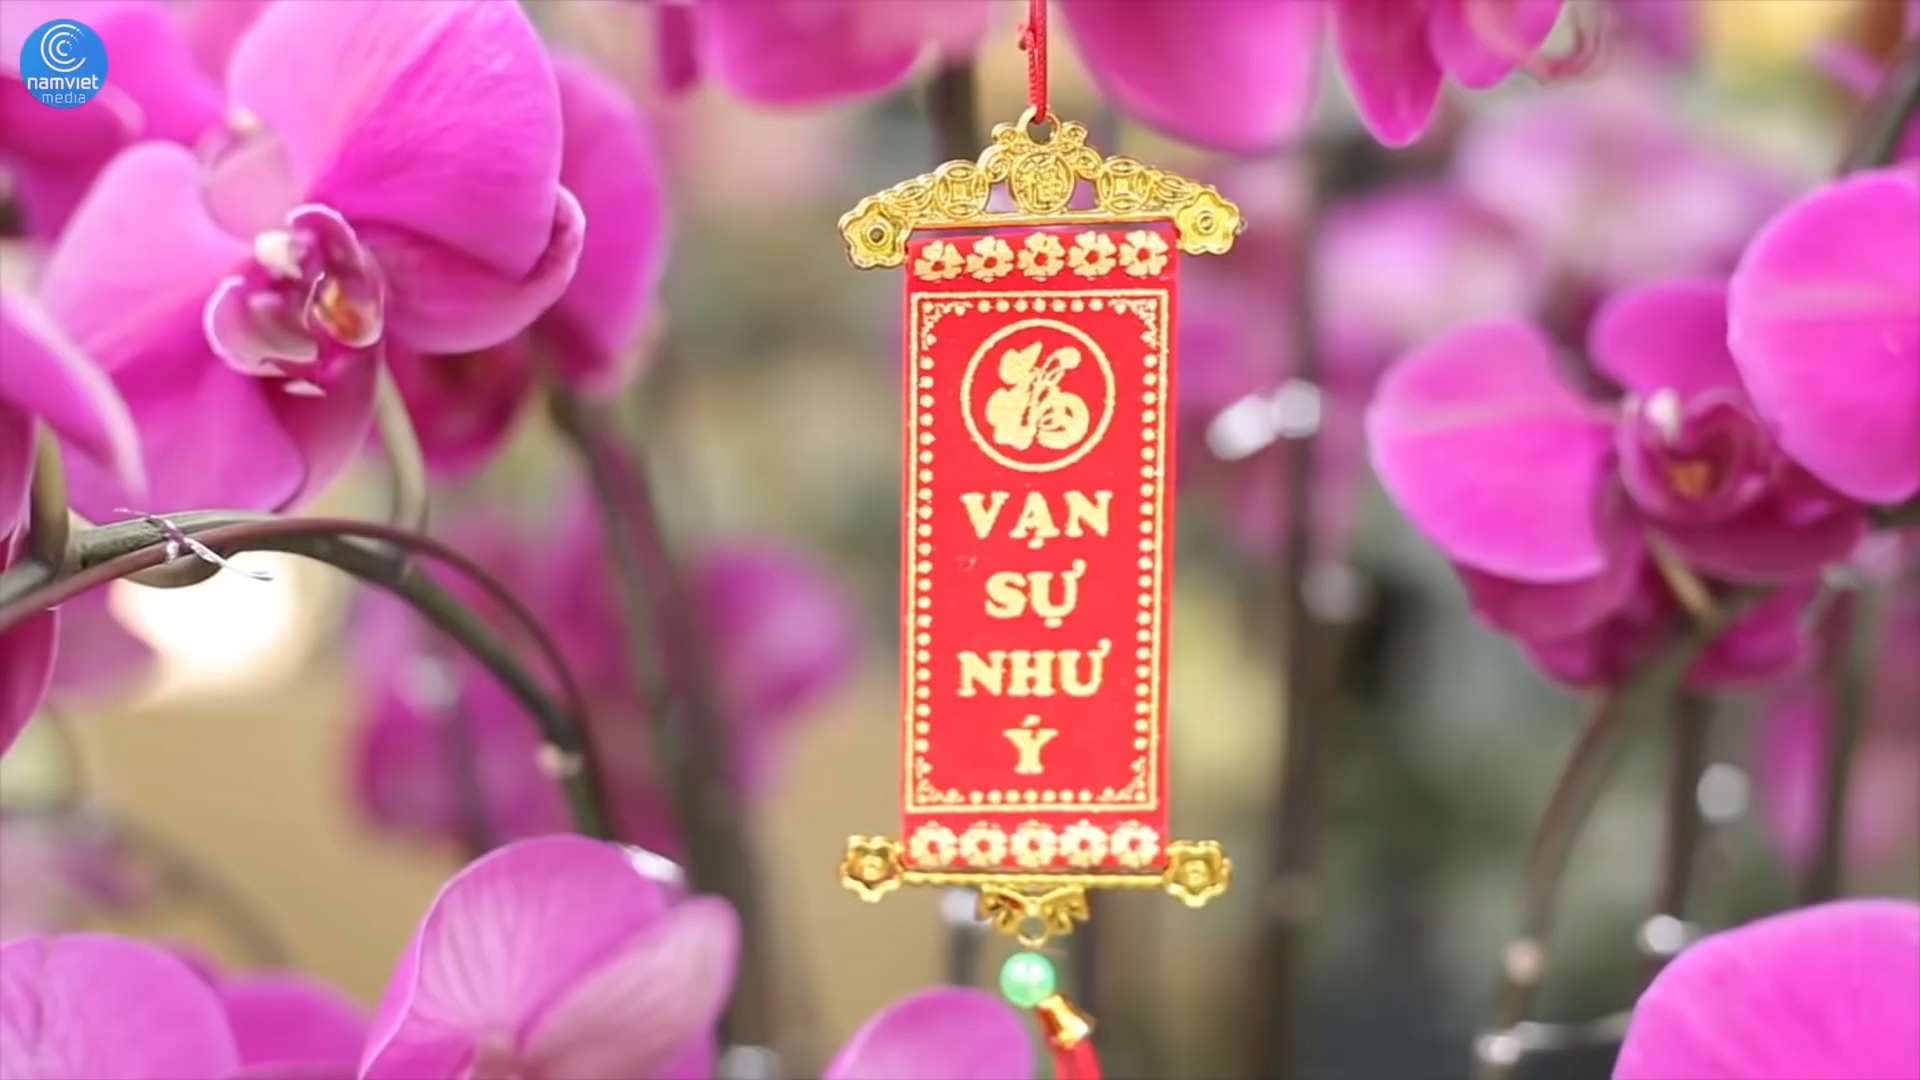 namviet
media
福
VẠN
SỰ
NHƯ
Ý